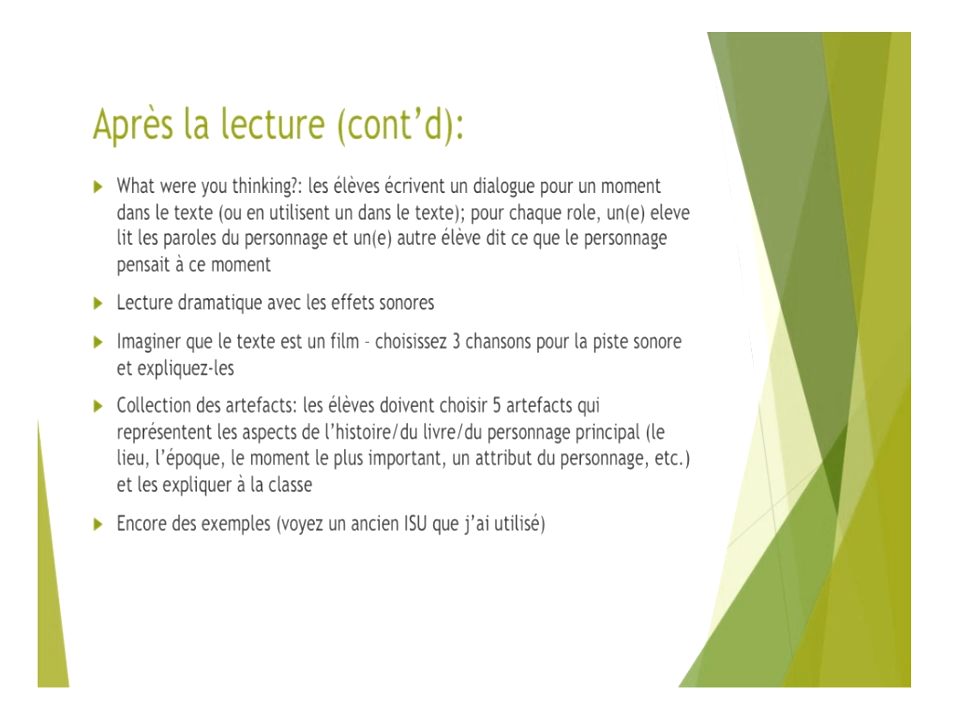 Après la lecture (cont’d):
What were you thinking?: les élèves écrivent un dialogue pour un moment
dans le texte (ou en utilisent un dans le texte); pour chaque role, un(e) eleve
lit les paroles du personnage et un(e) autre élève dit ce que le personnage
pensait à ce moment
Lecture dramatique avec les effets sonores
Imaginer que le texte est un film – choisissez 3 chansons pour la piste sonore
et expliquez-les
Collection des artefacts: les élèves doivent choisir 5 artefacts qui
représentent les aspects de l’histoire/du livre/du personnage principal (le
lieu, l’époque, le moment le plus important, un attribut du personnage, etc.)
et les expliquer à la classe
Encore des exemples (voyez un ancien ISU que j’ai utilisé)